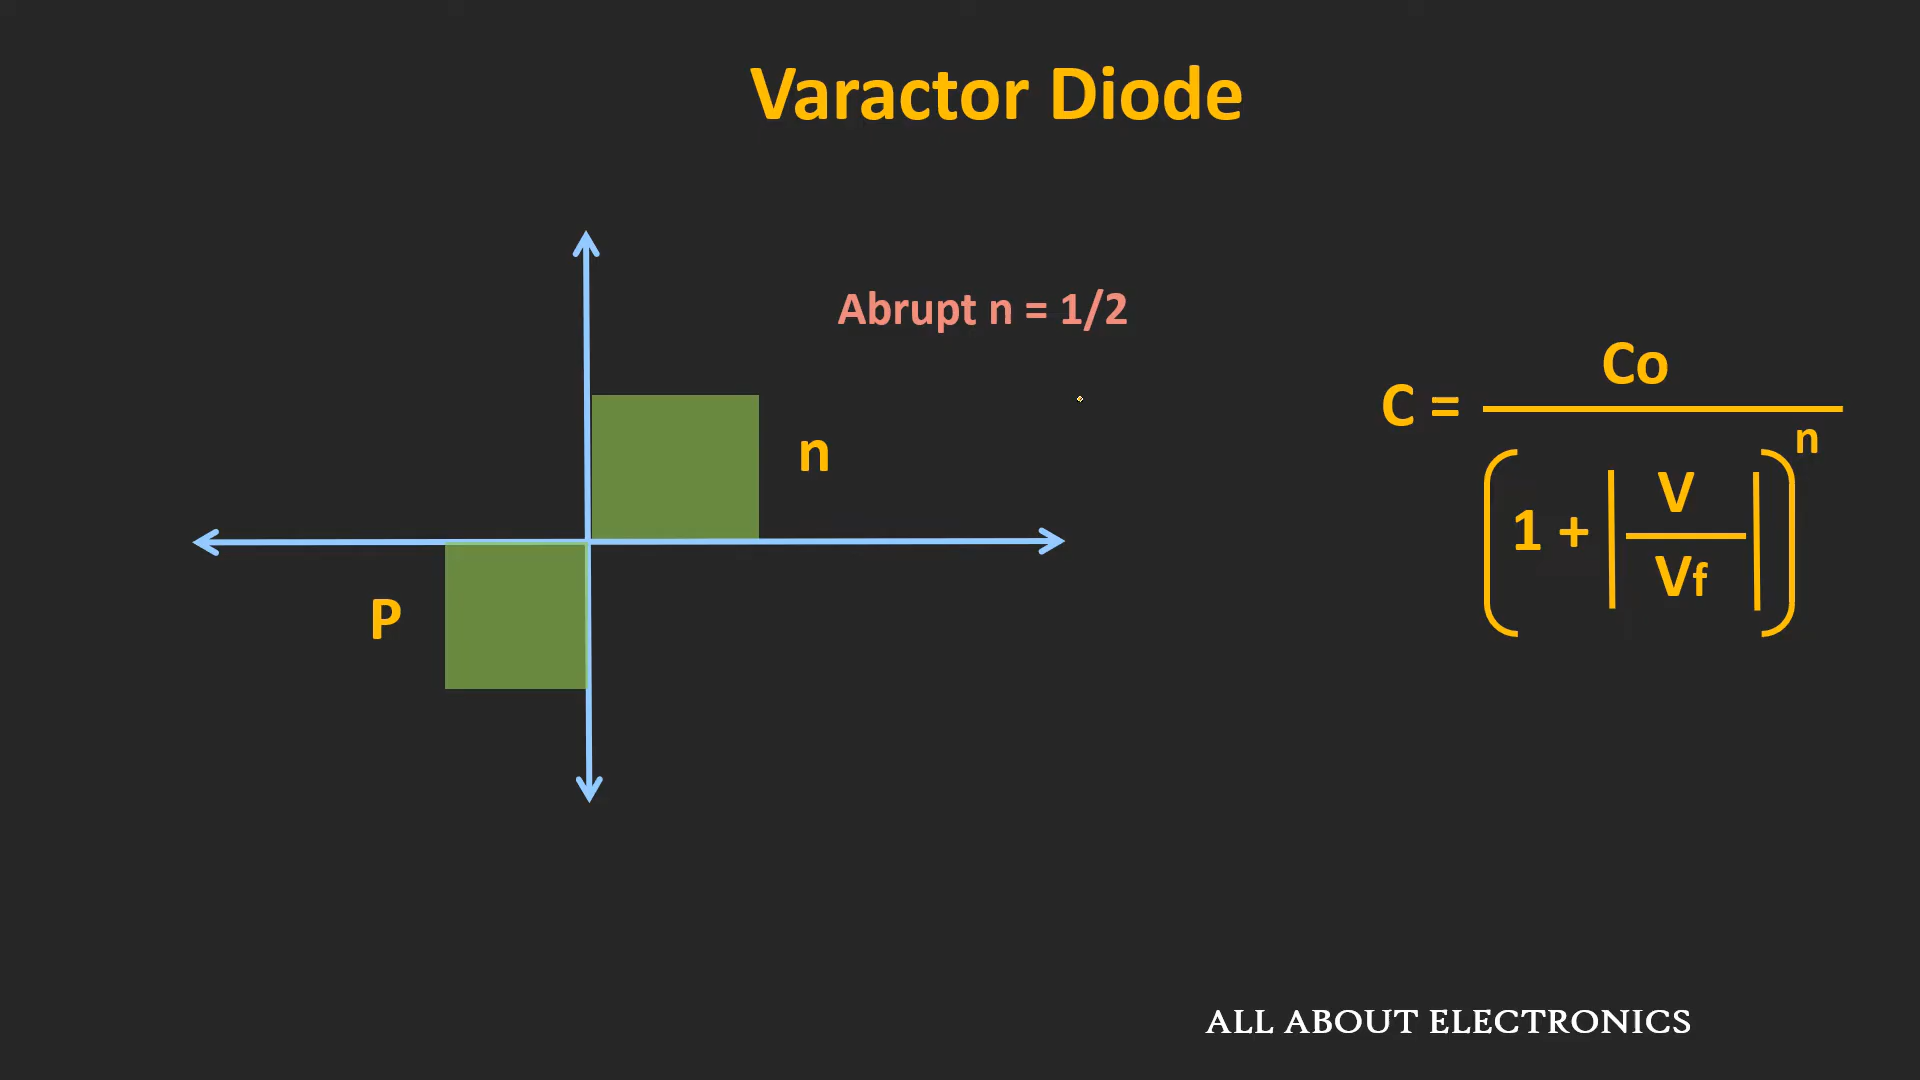 Varactor Diode
Abrupt n = 1/2
n
P
C = Co
(1 + |V/Vf|)^n
ALL ABOUT ELECTRONICS